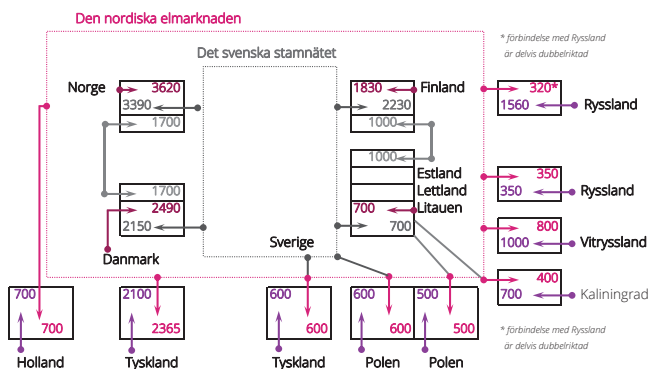 Den nordiska elmarknaden
* förbindelse med Ryssland
är delvis dubbelriktad
Det svenska stamnätet
Norge
3620
3390
1700
1830
Finland
2230
1000
320*
1560
Ryssland
1000
Estland
Lettland
Litauen
700
700
350
350
Ryssland
1700
2490
2150
Danmark
Sverige
800
1000
Vitryssland
400
700
Kaliningrad
700
700
Holland
2100
2365
Tyskland
600
600
Tyskland
600
600
Polen
500
500
Polen
* förbindelse med Ryssland
är delvis dubbelriktad